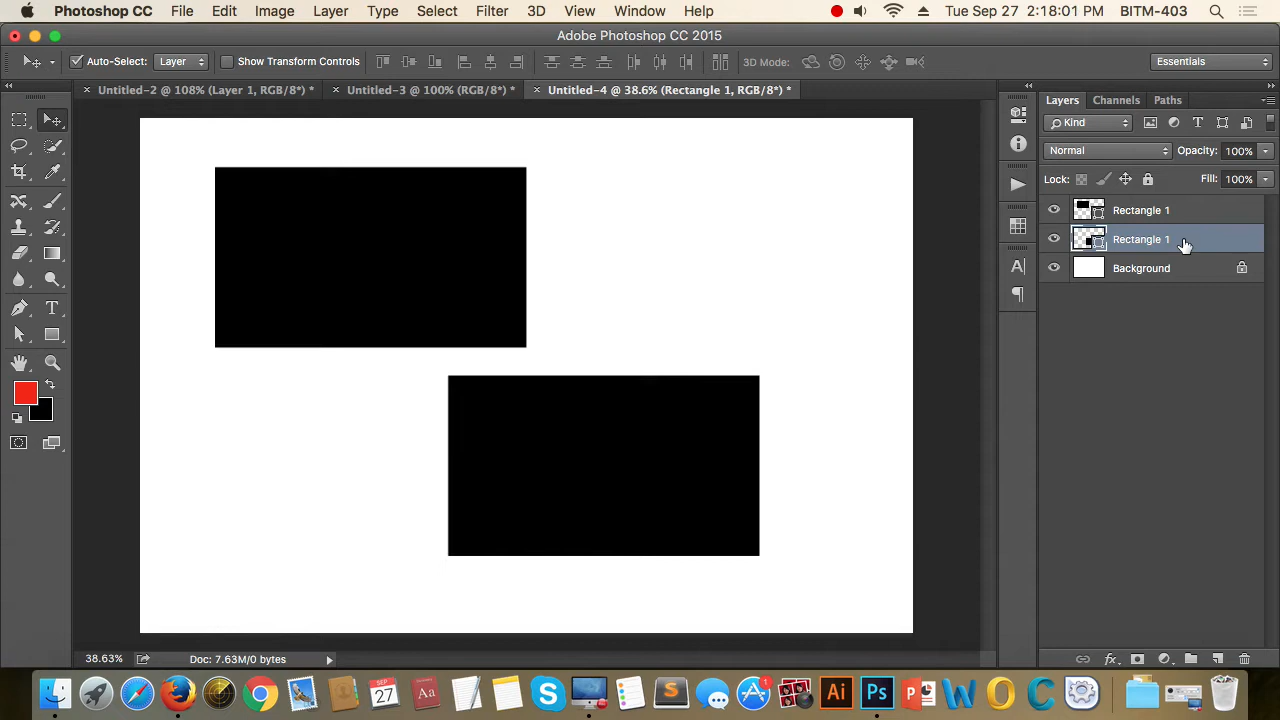 Photoshop CC File Edit Image Layer Type Select Filter 3D View Window Help Tue Sep 27 2:18:01 PM BITM-403
Adobe Photoshop CC 2015
Auto-Select: Layer Show Transform Controls 3D Mode: Essentials
Untitled-2 @ 108% (Layer 1, RGB/8*) * Untitled-3 @ 100% (RGB/8*) * Untitled-4 @ 38.6% (Rectangle 1, RGB/8*) *
Layers Channels Paths
Kind
Normal Opacity: 100%
Lock: Fill: 100%
Rectangle 1
Rectangle 1
Background
38.63% Doc: 7.63M/0 bytes